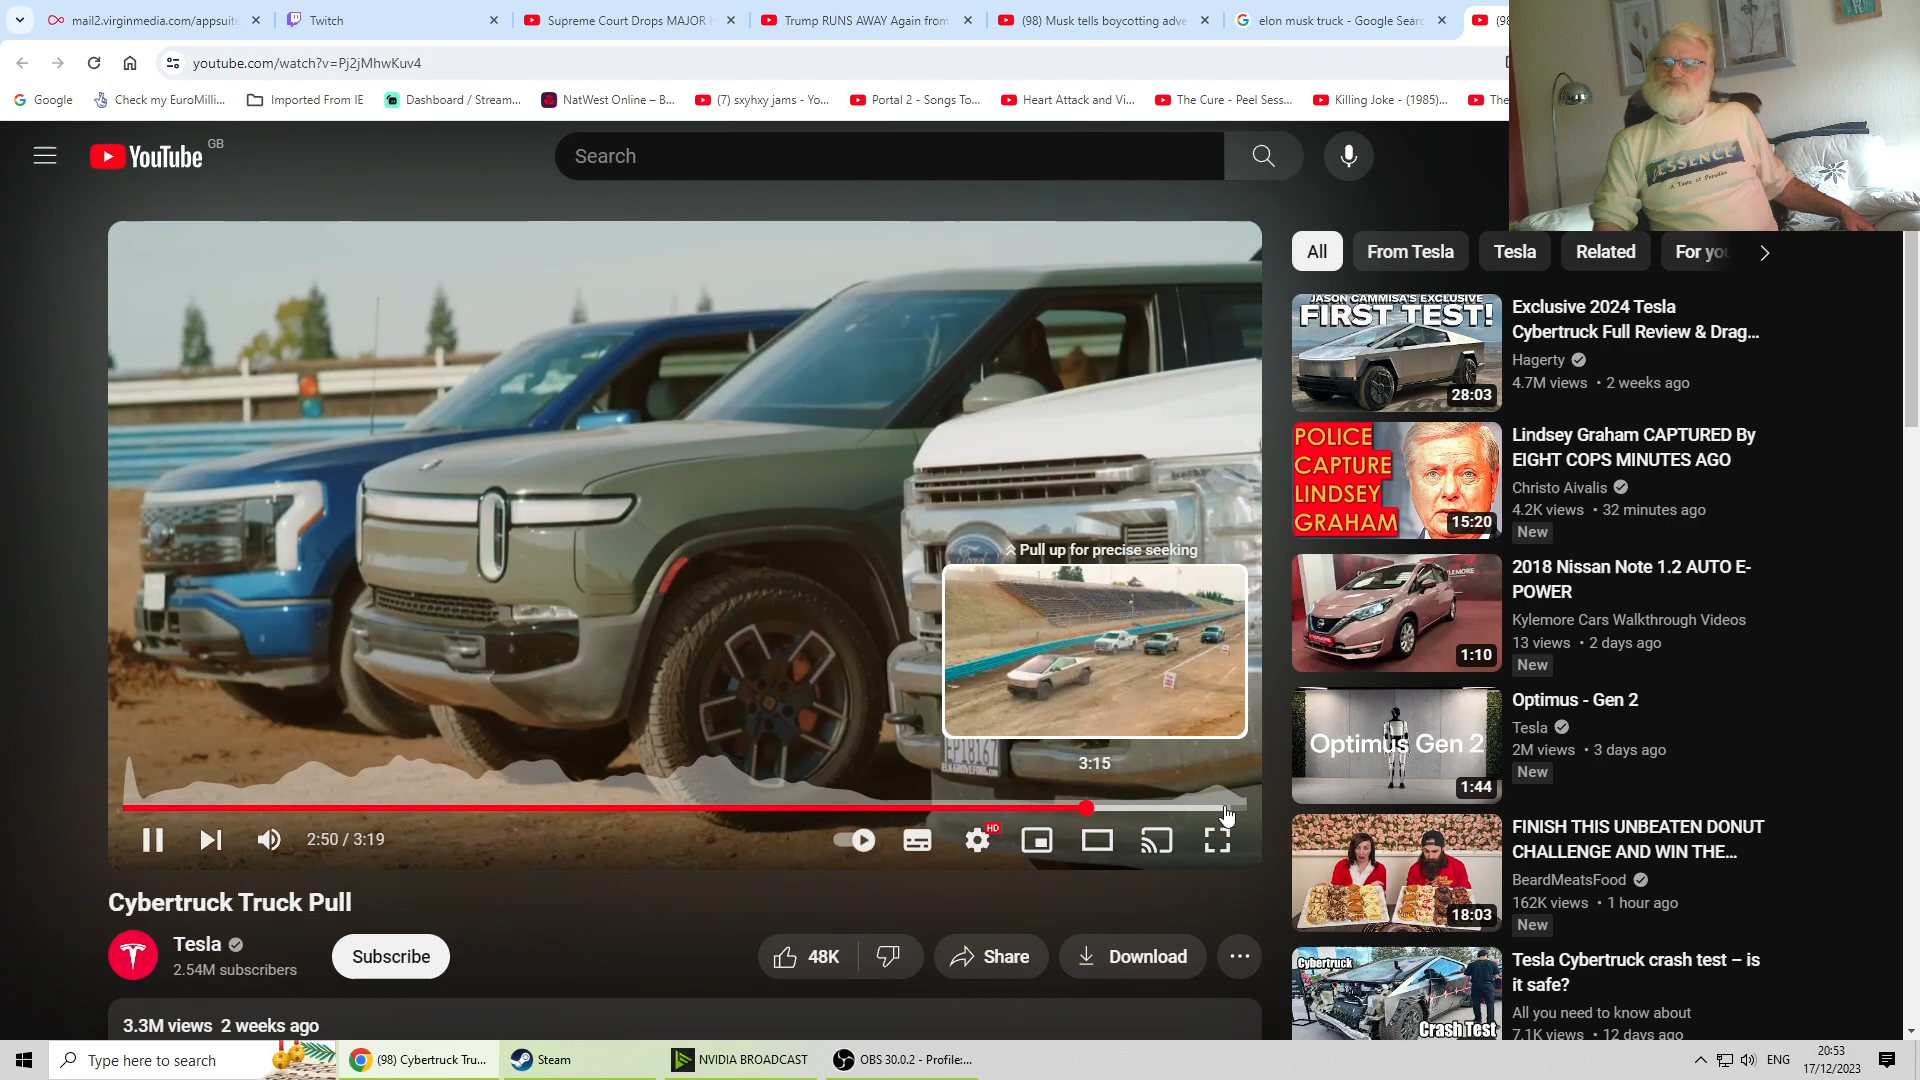 mail2.virginmedia.com/appsuite
Twitch
Supreme Court Drops MAJOR
Trump RUNS AWAY Again from
(98) Musk tells boycotting adve
elon musk truck - Google Searc
youtube.com/watch?v=Pj2jMhwKuv4
Google
Check my EuroMilli...
Imported From IE
Dashboard / Stream...
NatWest Online – B...
(7) sxyhxy jams - Yo...
Portal 2 - Songs To...
Heart Attack and Vi...
The Cure - Peel Sess...
Killing Joke - (1985)...
The
ESSENCE
A Taste of Paradise
YouTube GB
Search
All
From Tesla
Tesla
Related
For you
JASON CAMMISA'S EXCLUSIVE
FIRST TEST!
28:03
Exclusive 2024 Tesla
Cybertruck Full Review & Drag...
Hagerty
4.7M views • 2 weeks ago
POLICE
CAPTURE
LINDSEY
GRAHAM
15:20
Lindsey Graham CAPTURED By
EIGHT COPS MINUTES AGO
Christo Aivalis
4.2K views • 32 minutes ago
New
1:10
2018 Nissan Note 1.2 AUTO E-
POWER
Kylemore Cars Walkthrough Videos
13 views • 2 days ago
New
Optimus Gen 2
1:44
Optimus - Gen 2
Tesla
2M views • 3 days ago
New
18:03
FINISH THIS UNBEATEN DONUT
CHALLENGE AND WIN THE...
BeardMeatsFood
162K views • 1 hour ago
New
Cybertruck
Crash Test
Tesla Cybertruck crash test – is
it safe?
All you need to know about
7.1K views • 12 days ago
Pull up for precise seeking
3:15
2:50 / 3:19
HD
Cybertruck Truck Pull
Tesla
2.54M subscribers
Subscribe
48K
Share
Download
3.3M views 2 weeks ago
Type here to search
(98) Cybertruck Tru...
Steam
NVIDIA BROADCAST
OBS 30.0.2 - Profile:...
ENG
20:53
17/12/2023